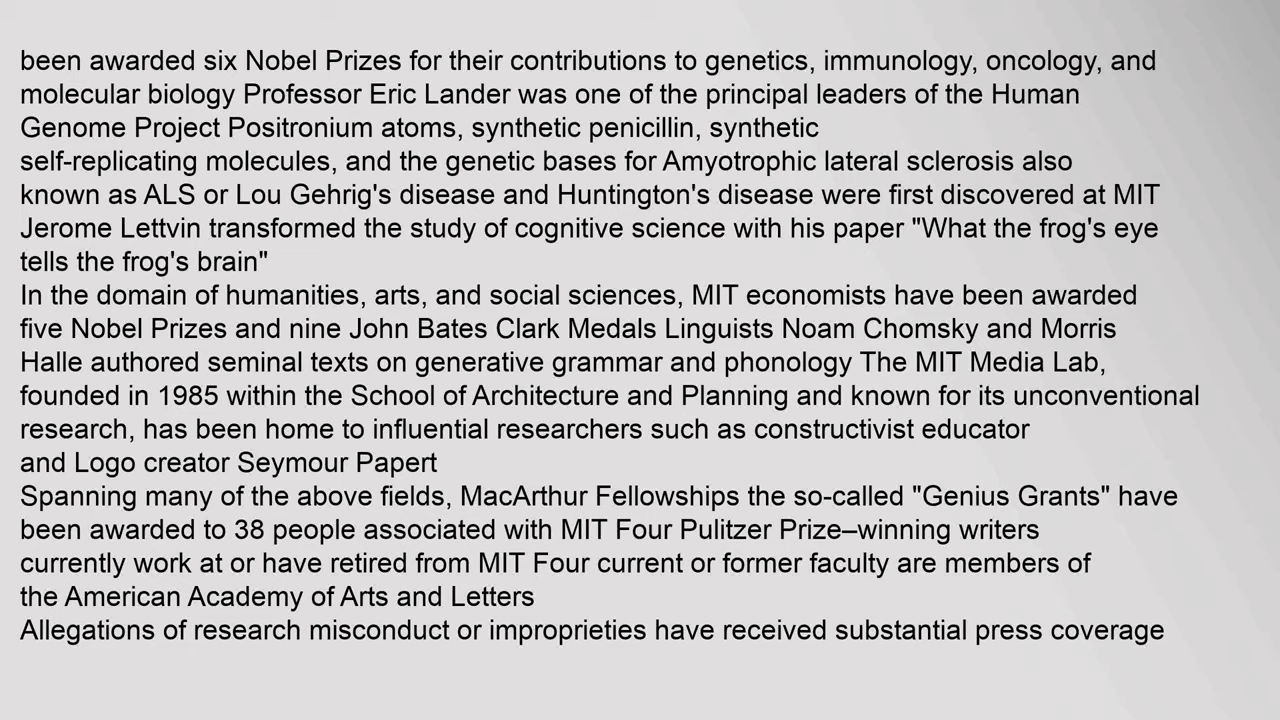 been awarded six Nobel Prizes for their contributions to genetics, immunology, oncology, and
molecular biology Professor Eric Lander was one of the principal leaders of the Human
Genome Project Positronium atoms, synthetic penicillin, synthetic
self-replicating molecules, and the genetic bases for Amyotrophic lateral sclerosis also
known as ALS or Lou Gehrig's disease and Huntington's disease were first discovered at MIT
Jerome Lettvin transformed the study of cognitive science with his paper "What the frog's eye
tells the frog's brain"
In the domain of humanities, arts, and social sciences, MIT economists have been awarded
five Nobel Prizes and nine John Bates Clark Medals Linguists Noam Chomsky and Morris
Halle authored seminal texts on generative grammar and phonology The MIT Media Lab,
founded in 1985 within the School of Architecture and Planning and known for its unconventional
research, has been home to influential researchers such as constructivist educator
and Logo creator Seymour Papert
Spanning many of the above fields, MacArthur Fellowships the so-called "Genius Grants" have
been awarded to 38 people associated with MIT Four Pulitzer Prize–winning writers
currently work at or have retired from MIT Four current or former faculty are members of
the American Academy of Arts and Letters
Allegations of research misconduct or improprieties have received substantial press coverage